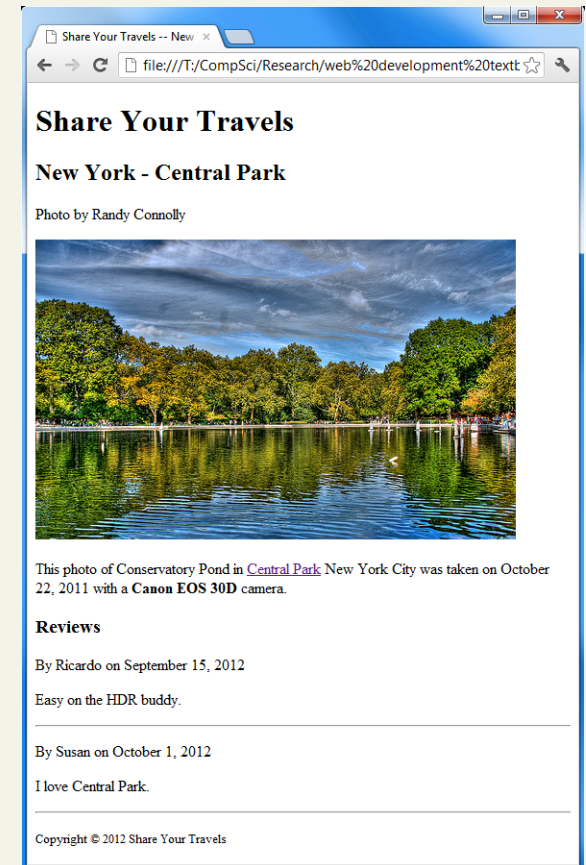 Share Your Travels -- New
file:///T:/CompSci/Research/web%20development%20textb
Share Your Travels
New York - Central Park
Photo by Randy Connolly
This photo of Conservatory Pond in Central Park New York City was taken on October
22, 2011 with a Canon EOS 30D camera.
Reviews
By Ricardo on September 15, 2012
Easy on the HDR buddy.
By Susan on October 1, 2012
I love Central Park.
Copyright © 2012 Share Your Travels